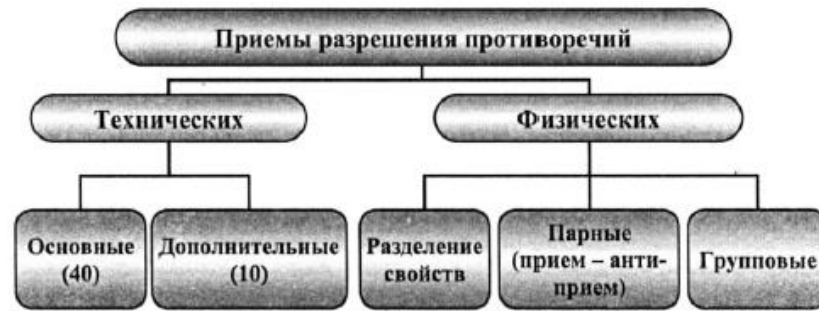 Приемы разрешения противоречий
Технических
Физических
Основные
(40)
Дополнительные
(10)
Разделение
свойств
Парные
(прием – анти-
прием)
Групповые